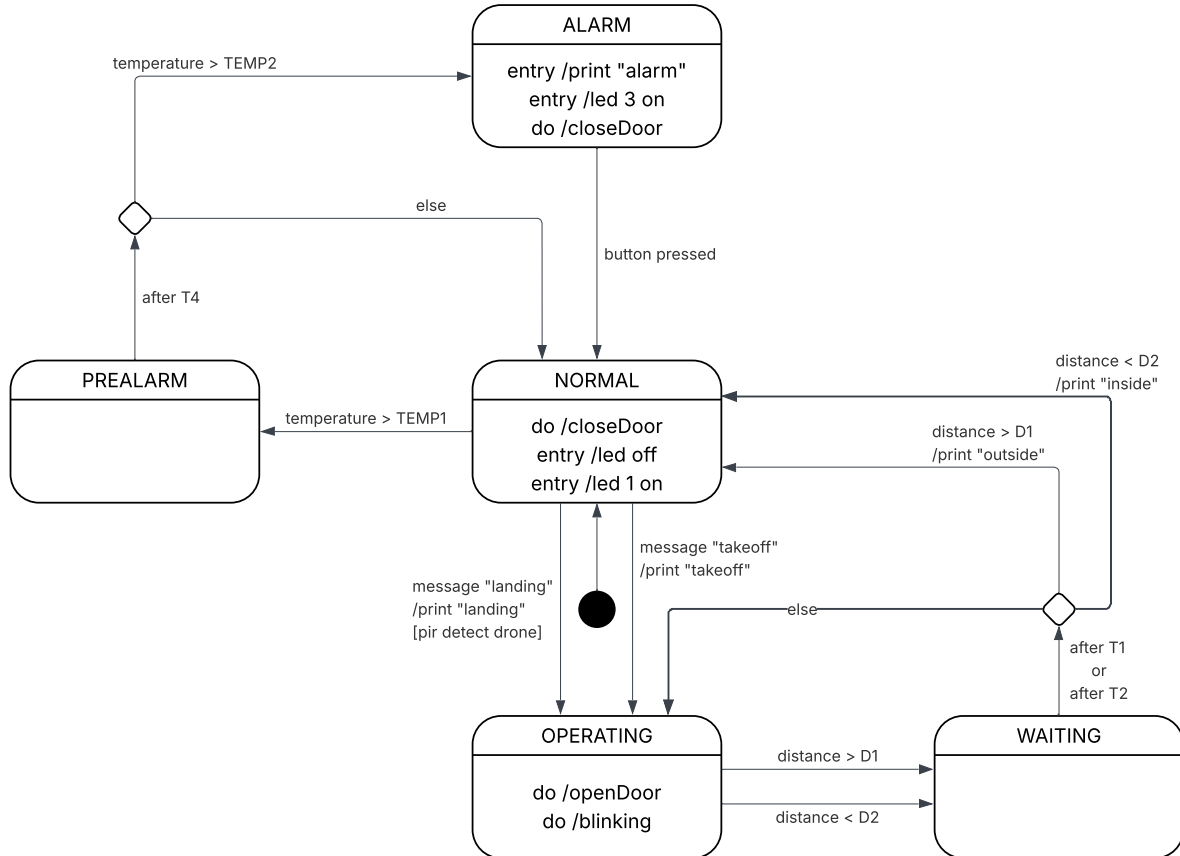 ALARM
entry /print "alarm"
entry /led 3 on
do /closeDoor
temperature > TEMP2
else
button pressed
after T4
PREALARM
temperature > TEMP1
NORMAL
do /closeDoor
entry /led off
entry /led 1 on
distance < D2
/print "inside"
distance > D1
/print "outside"
message "takeoff"
/print "takeoff"
message "landing"
/print "landing"
[pir detect drone]
else
after T1
or
after T2
OPERATING
do /openDoor
do /blinking
distance > D1
distance < D2
WAITING